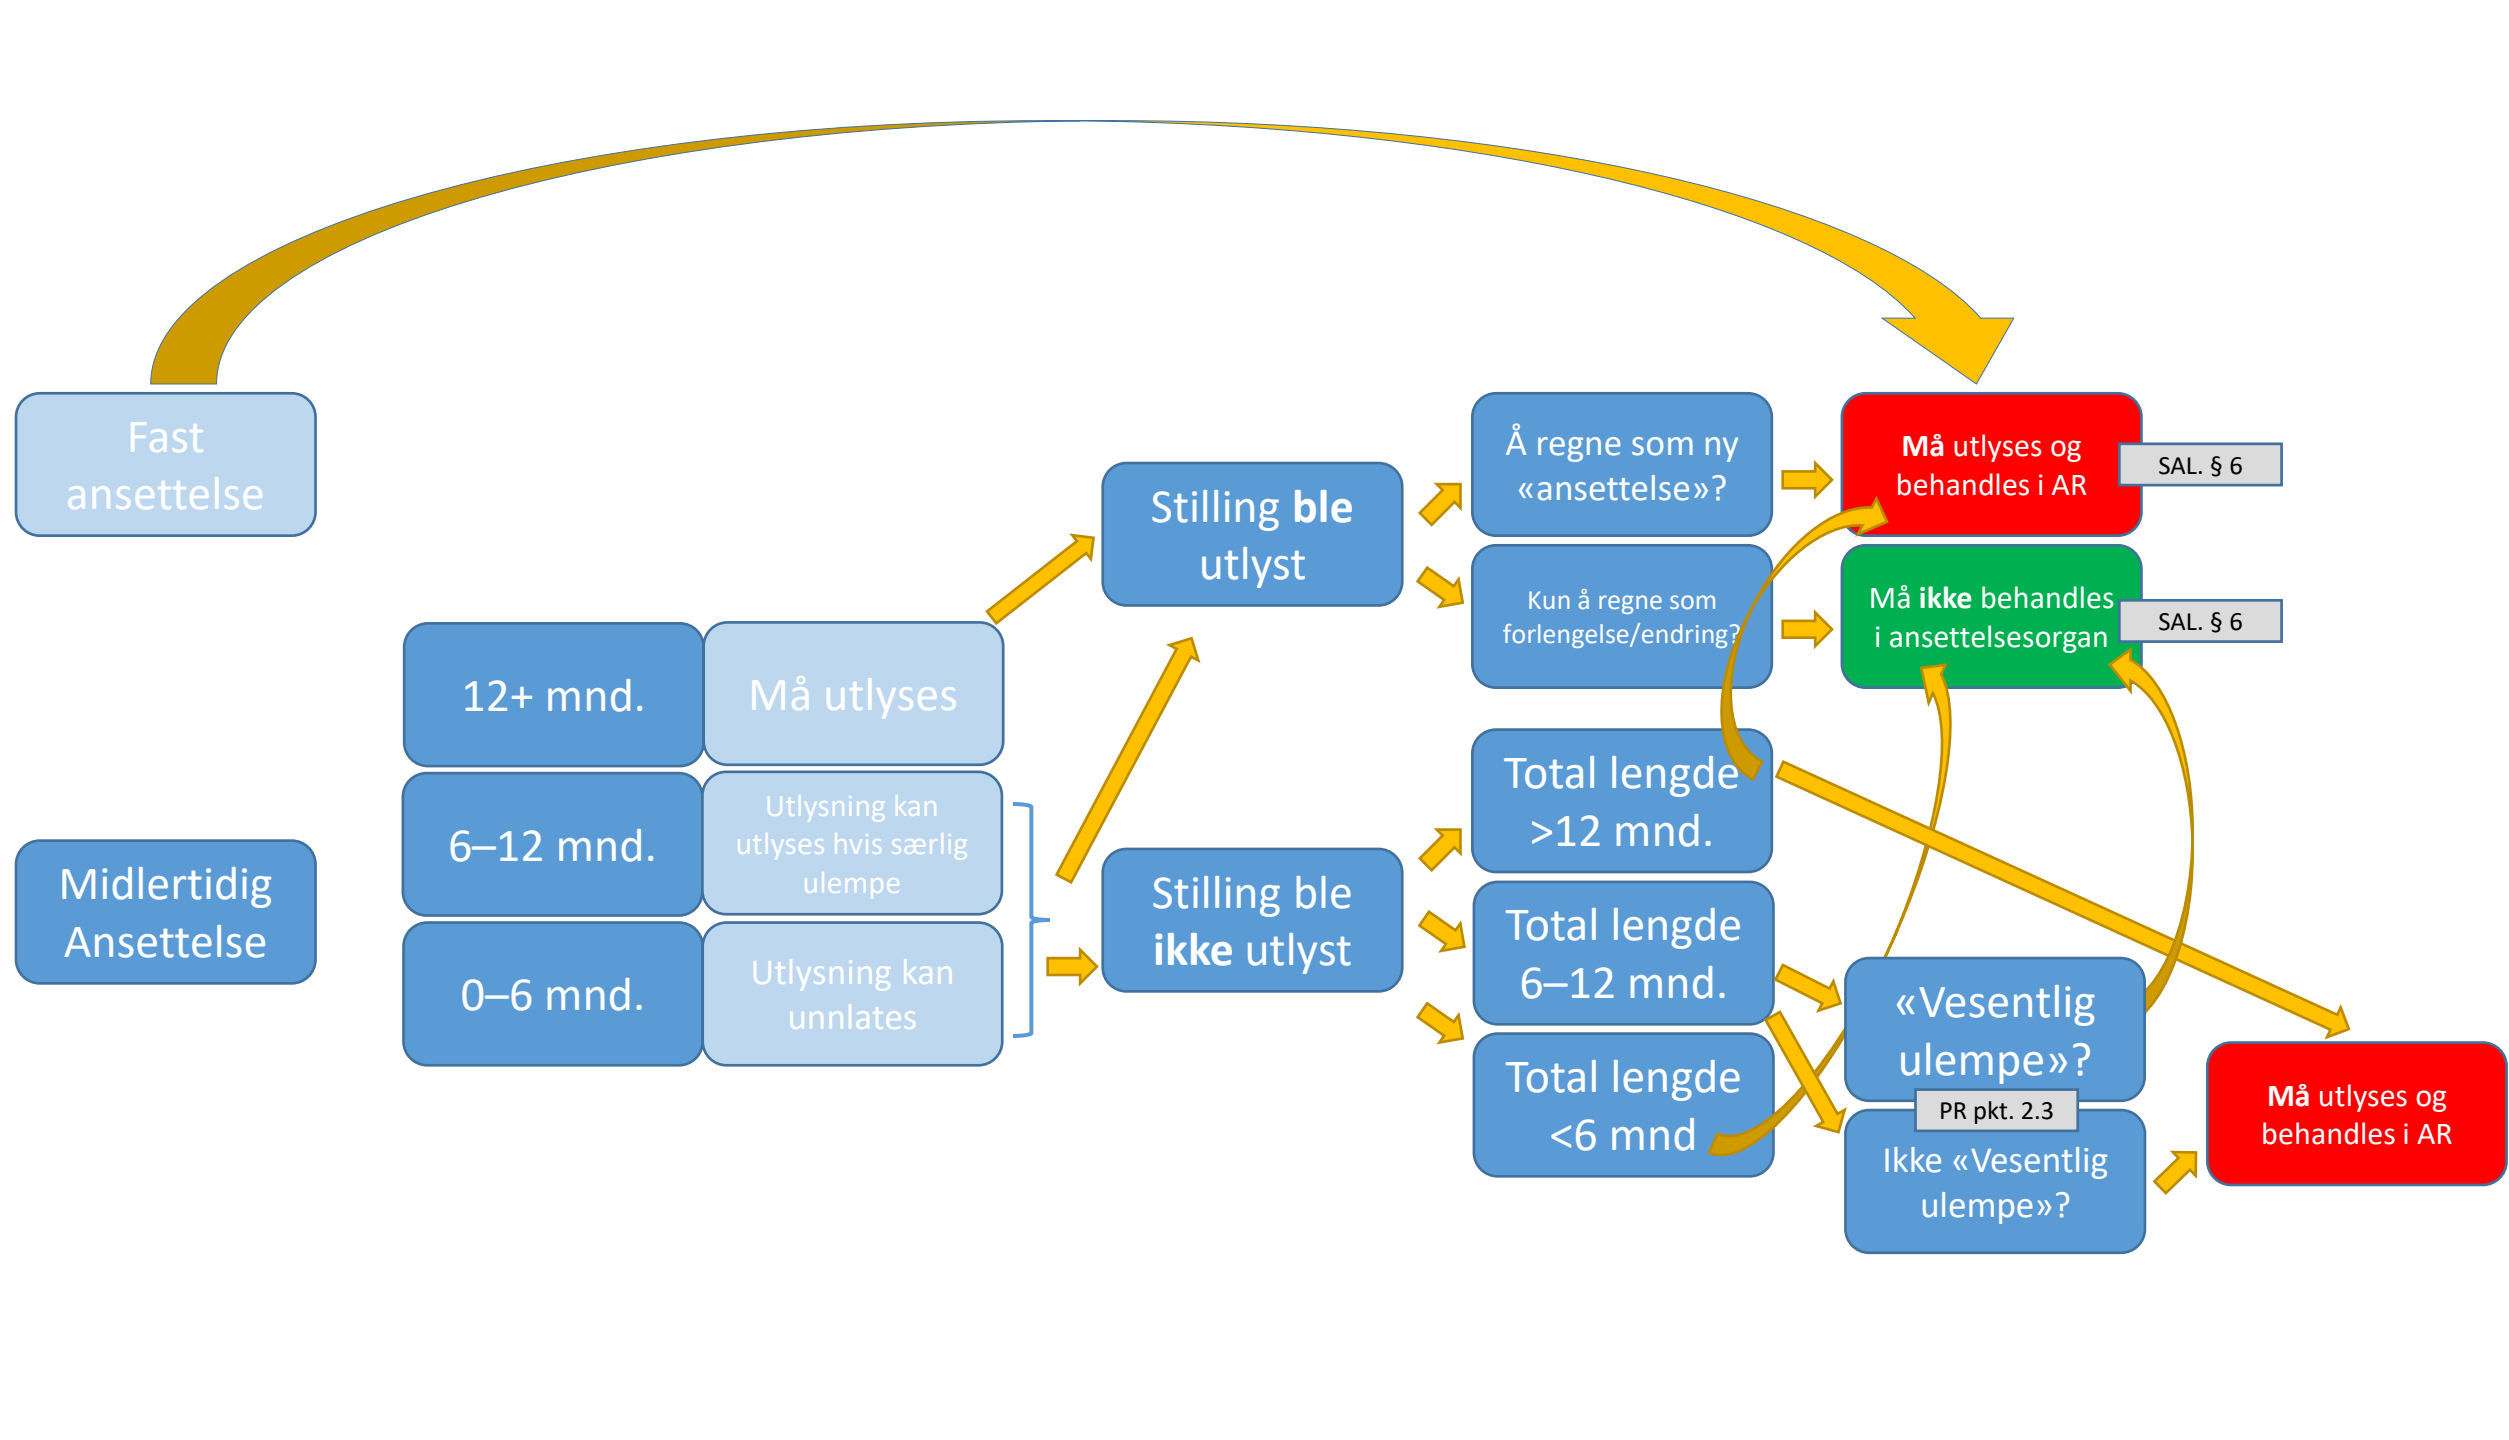 Fast
ansettelse
Midlertidig
Ansettelse
12+ mnd.
Må utlyses
6–12 mnd.
Utlysning kan
utlyses hvis særlig
ulempe
0–6 mnd.
Utlysning kan
unnlates
Stilling ble
utlyst
Stilling ble
ikke utlyst
Å regne som ny
«ansettelse»?
Kun å regne som
forlengelse/endring?
Total lengde
>12 mnd.
Total lengde
6–12 mnd.
Total lengde
<6 mnd
Må utlyses og
behandles i AR
SAL. § 6
Må ikke behandles
i ansettelsesorgan
SAL. § 6
«Vesentlig
ulempe»?
PR pkt. 2.3
Ikke «Vesentlig
ulempe»?
Må utlyses og
behandles i AR